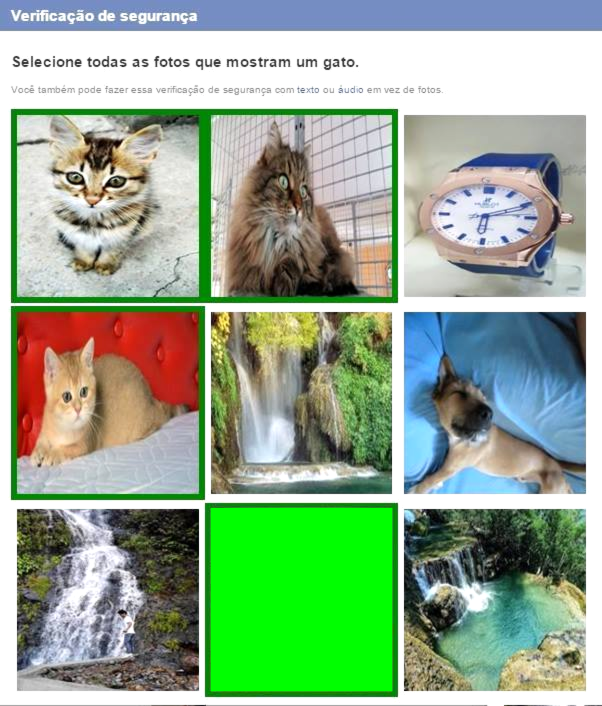 Verificação de segurança
Selecione todas as fotos que mostram um gato.
Você também pode fazer essa verificação de segurança com texto ou áudio em vez de fotos.